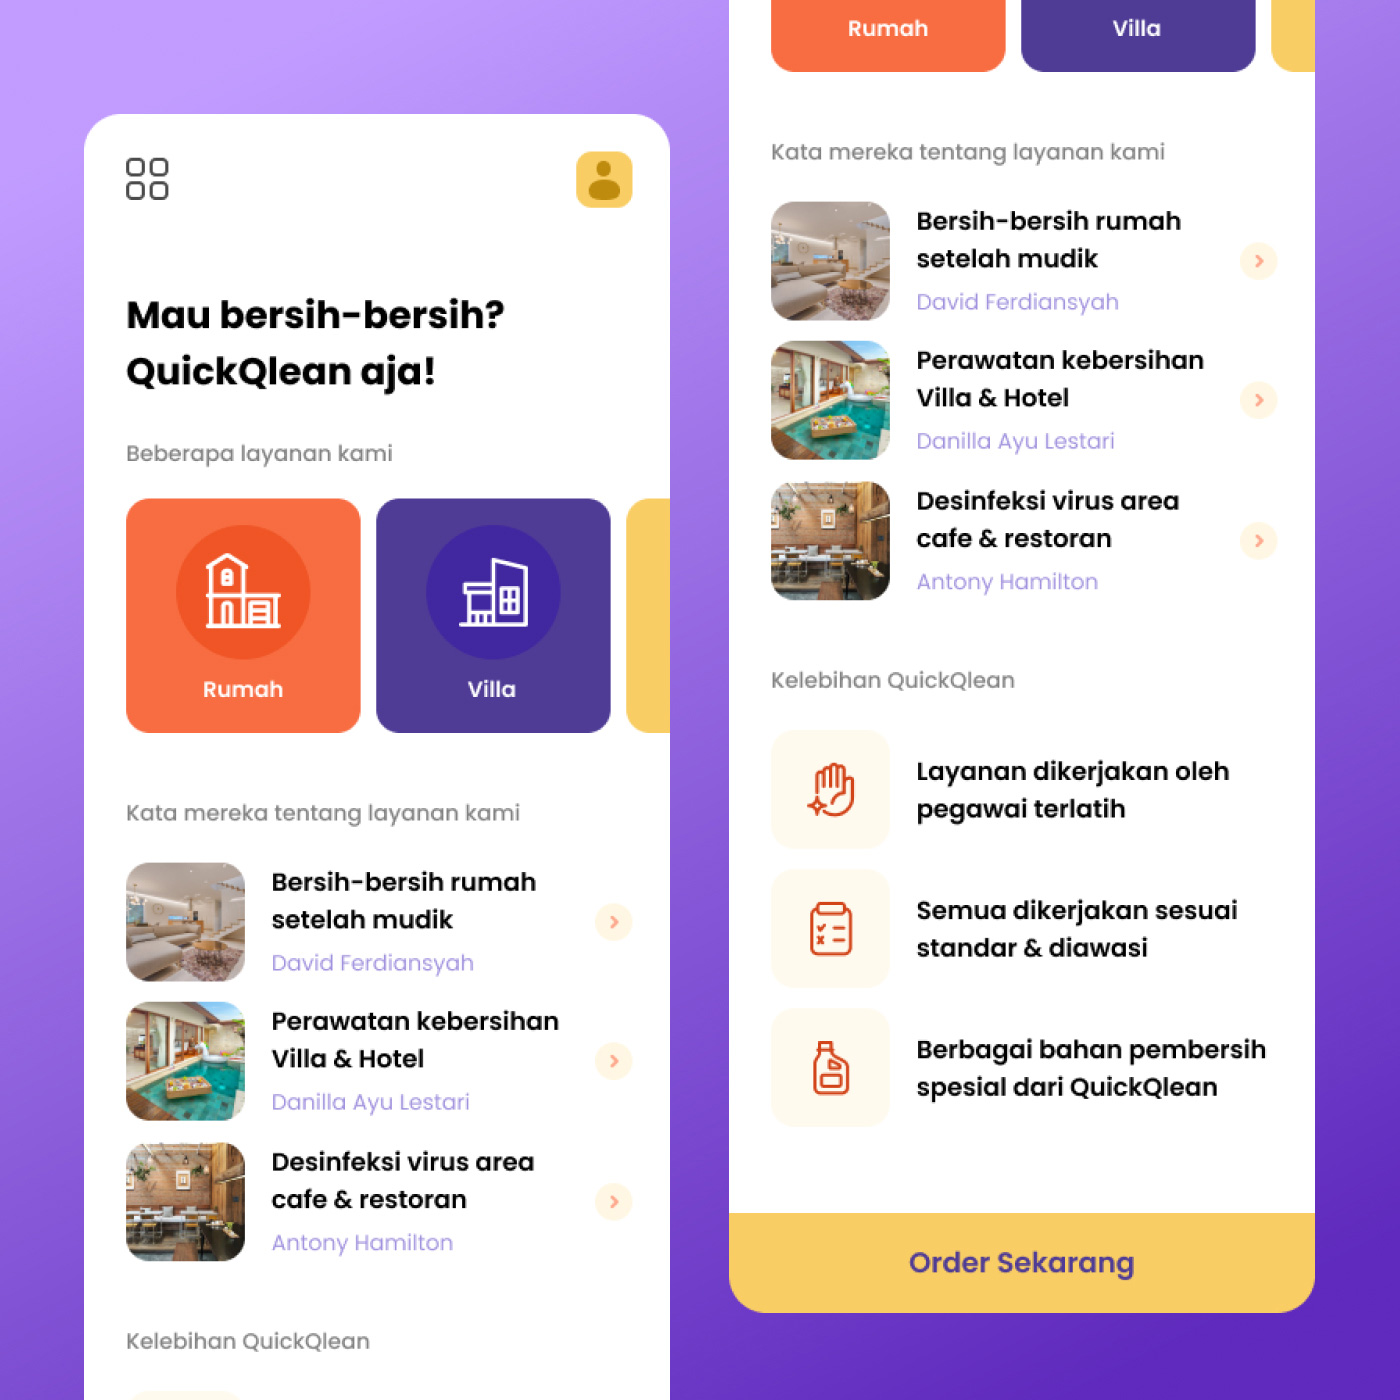 Mau bersih-bersih?
QuickQlean aja!
Beberapa layanan kami
Rumah
Villa
Kata mereka tentang layanan kami
Bersih-bersih rumah
setelah mudik
David Ferdiansyah
Perawatan kebersihan
Villa & Hotel
Danilla Ayu Lestari
Desinfeksi virus area
cafe & restoran
Antony Hamilton
Kelebihan QuickQlean
Rumah
Villa
Kata mereka tentang layanan kami
Bersih-bersih rumah
setelah mudik
David Ferdiansyah
Perawatan kebersihan
Villa & Hotel
Danilla Ayu Lestari
Desinfeksi virus area
cafe & restoran
Antony Hamilton
Kelebihan QuickQlean
Layanan dikerjakan oleh
pegawai terlatih
Semua dikerjakan sesuai
standar & diawasi
Berbagai bahan pembersih
spesial dari QuickQlean
Order Sekarang